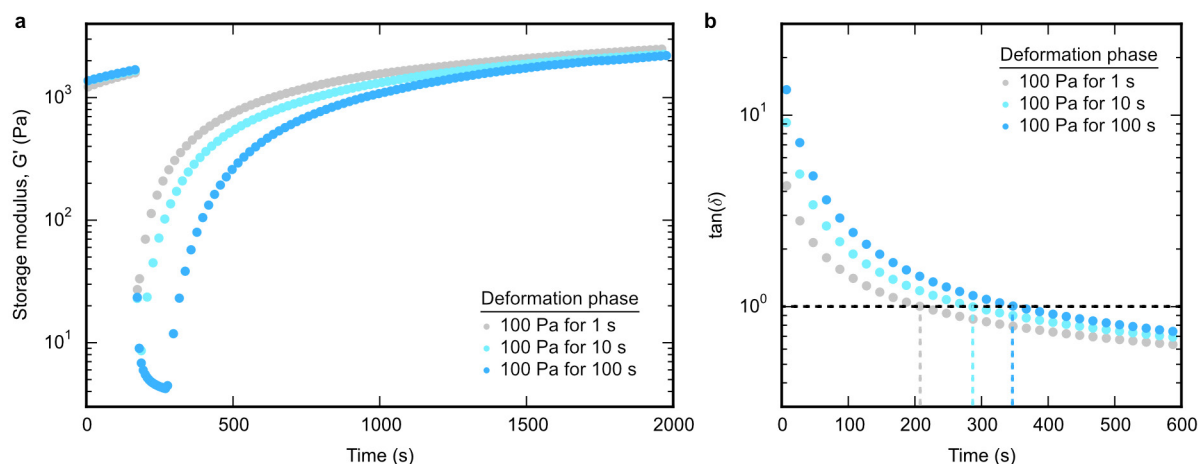 a
Storage modulus, G' (Pa)
10³
10²
10¹
0
500
1000
1500
2000
Time (s)
Deformation phase
100 Pa for 1 s
100 Pa for 10 s
100 Pa for 100 s
b
tan(δ)
10¹
10⁰
0
100
200
300
400
500
600
Time (s)
Deformation phase
100 Pa for 1 s
100 Pa for 10 s
100 Pa for 100 s